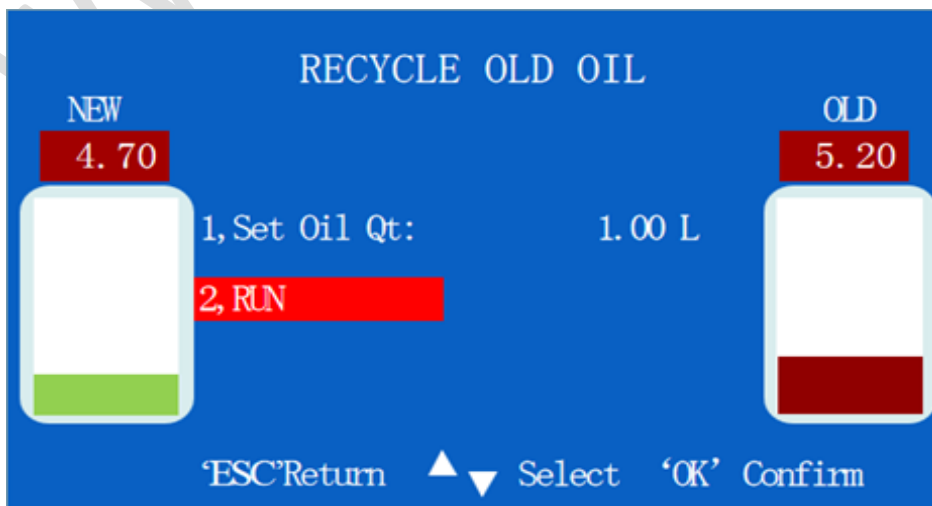 RECYCLE OLD OIL
NEW
OLD
4.70
5.20
1,Set Oil Qt: 1.00 L
2,RUN
‘ESC’Return ▲▼ Select ‘OK’ Confirm